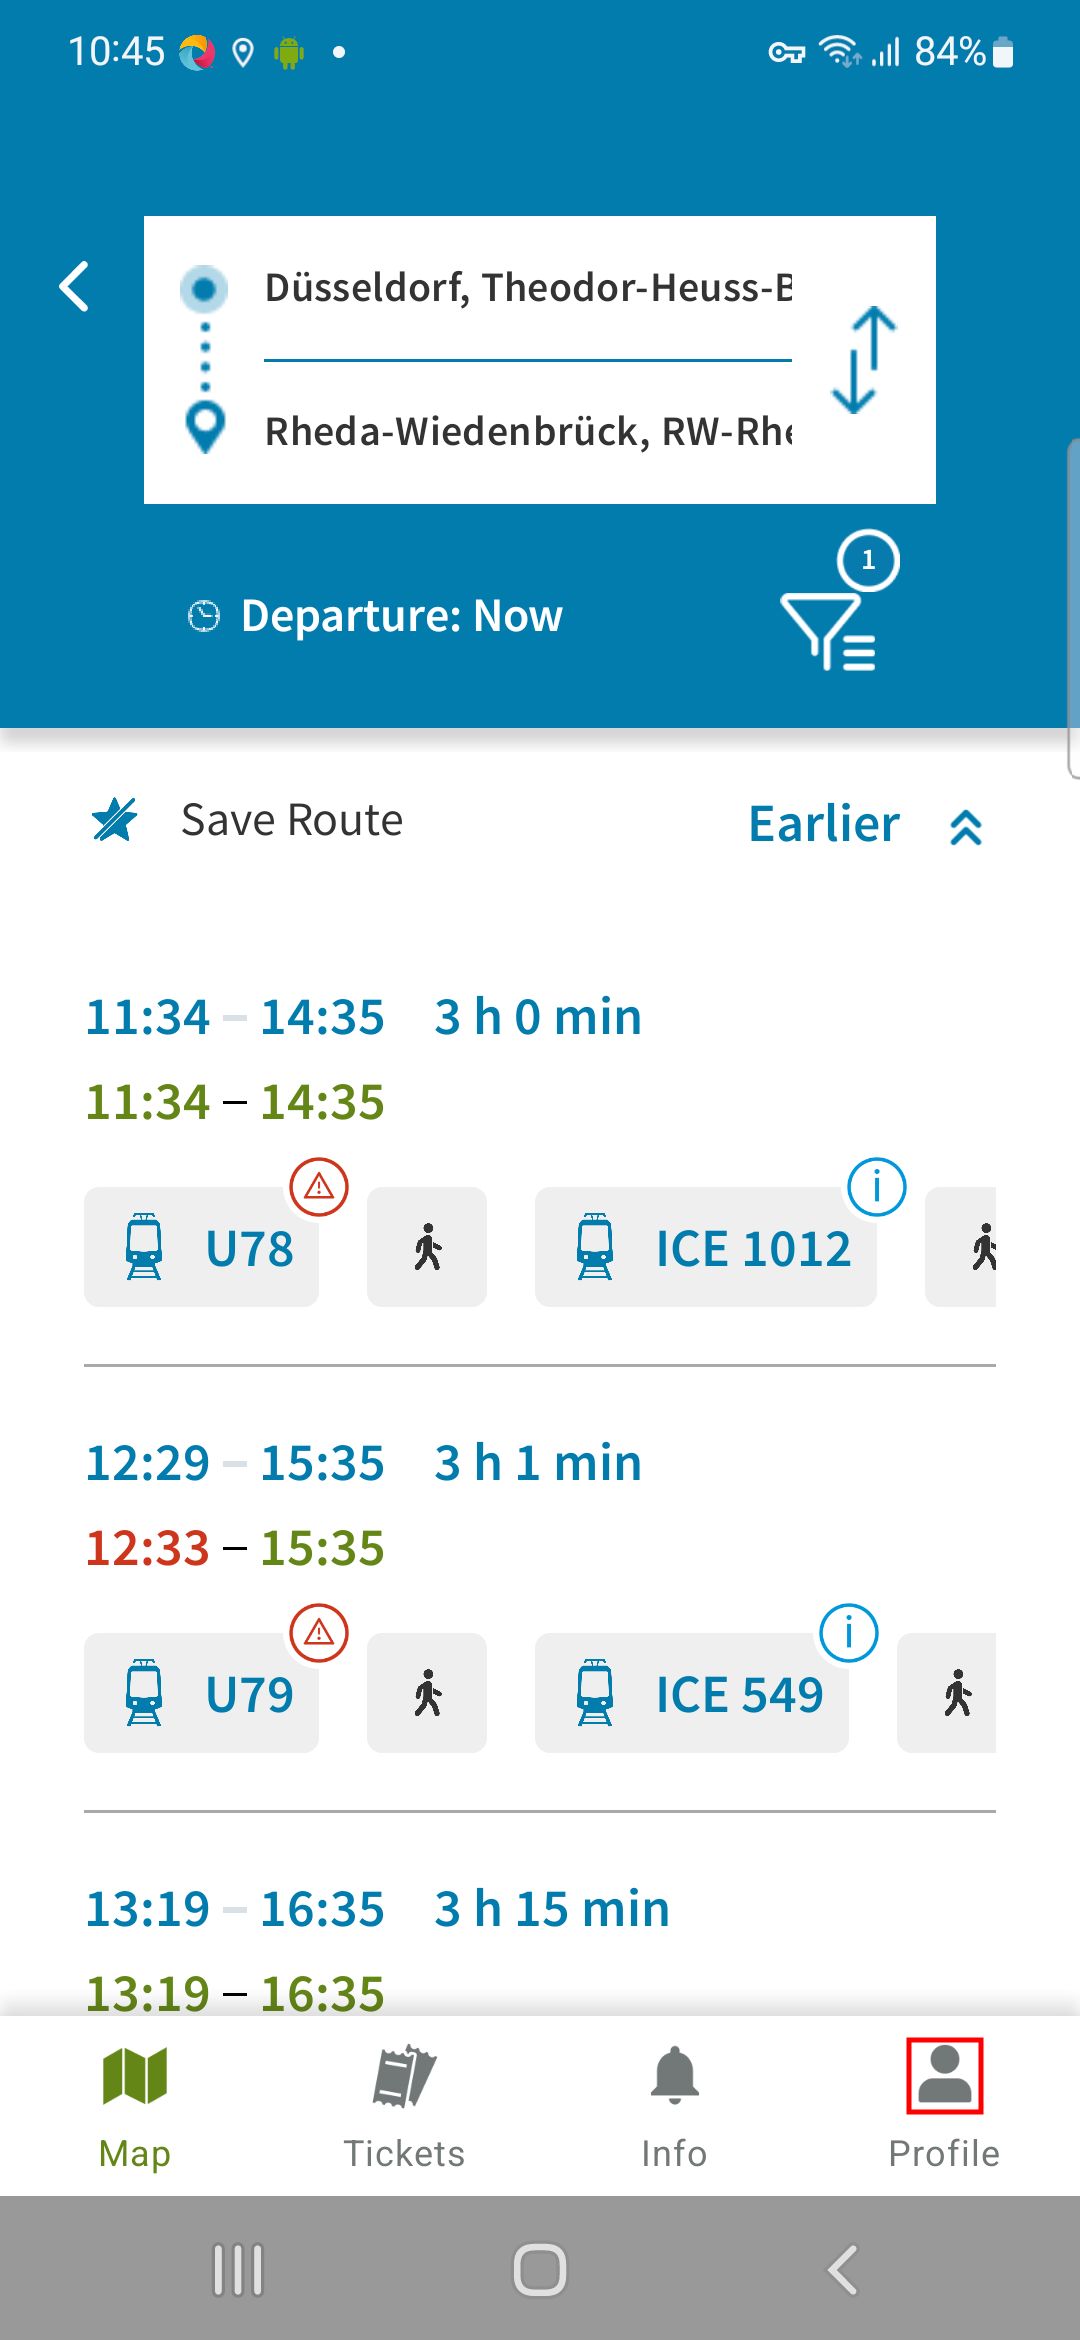 10:45
84%
Düsseldorf, Theodor-Heuss-B
Rheda-Wiedenbrück, RW-Rhe
1
Departure: Now
Save Route
Earlier
11:34 – 14:35 3 h 0 min
11:34 – 14:35
U78
ICE 1012
12:29 – 15:35 3 h 1 min
12:33 – 15:35
U79
ICE 549
13:19 – 16:35 3 h 15 min
13:19 – 16:35
Map
Tickets
Info
Profile